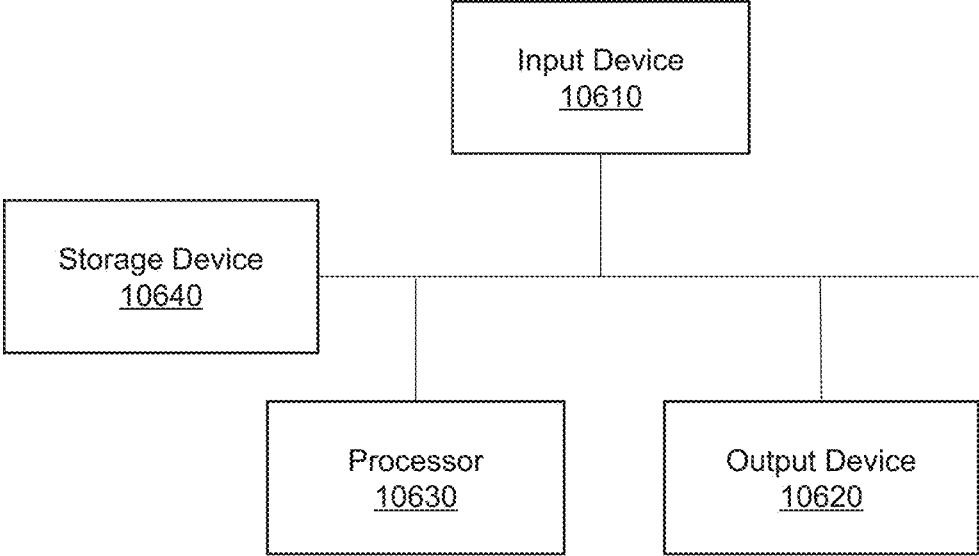 Input Device
10610
Storage Device
10640
Processor
10630
Output Device
10620